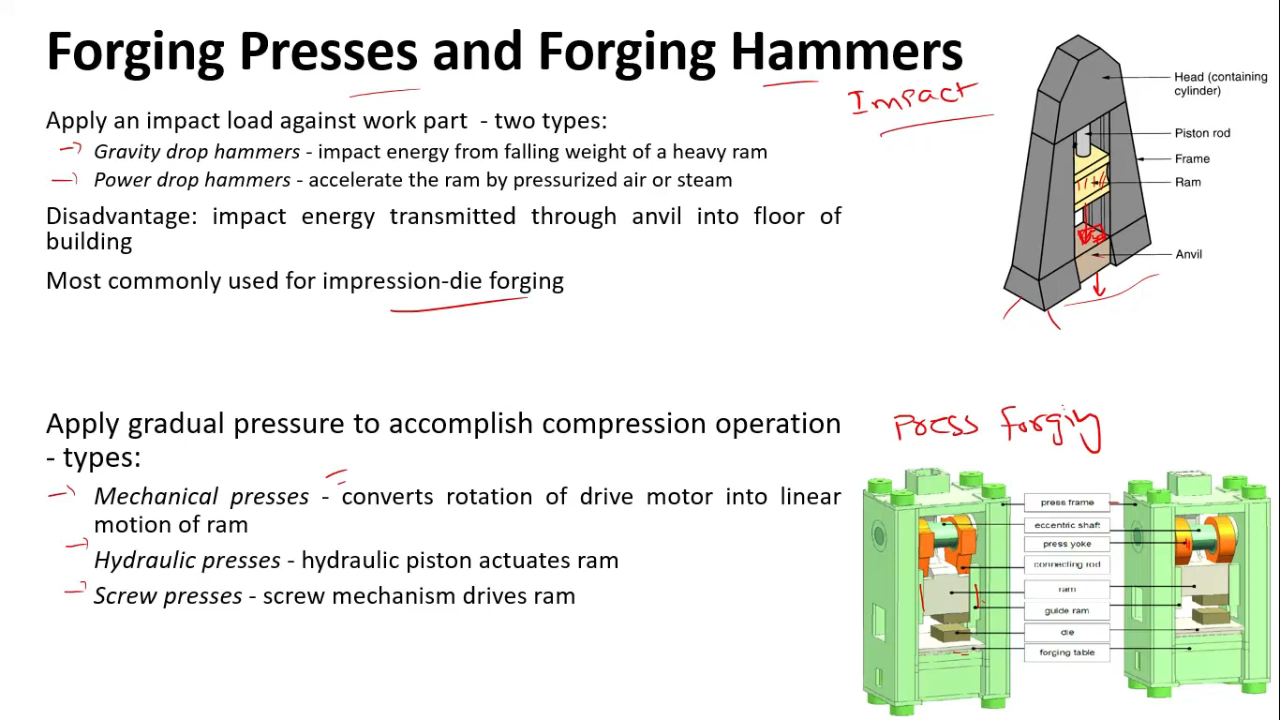 Forging Presses and Forging Hammers
Impact
Apply an impact load against work part - two types:
Gravity drop hammers - impact energy from falling weight of a heavy ram
Power drop hammers - accelerate the ram by pressurized air or steam
Disadvantage: impact energy transmitted through anvil into floor of
building
Most commonly used for impression-die forging
Head (containing
cylinder)
Piston rod
Frame
Ram
Anvil
Apply gradual pressure to accomplish compression operation
- types:
Mechanical presses - converts rotation of drive motor into linear
motion of ram
Hydraulic presses - hydraulic piston actuates ram
Screw presses - screw mechanism drives ram
Press forging
press frame
eccentric shaft
press yoke
connecting rod
ram
guide ram
die
forging table